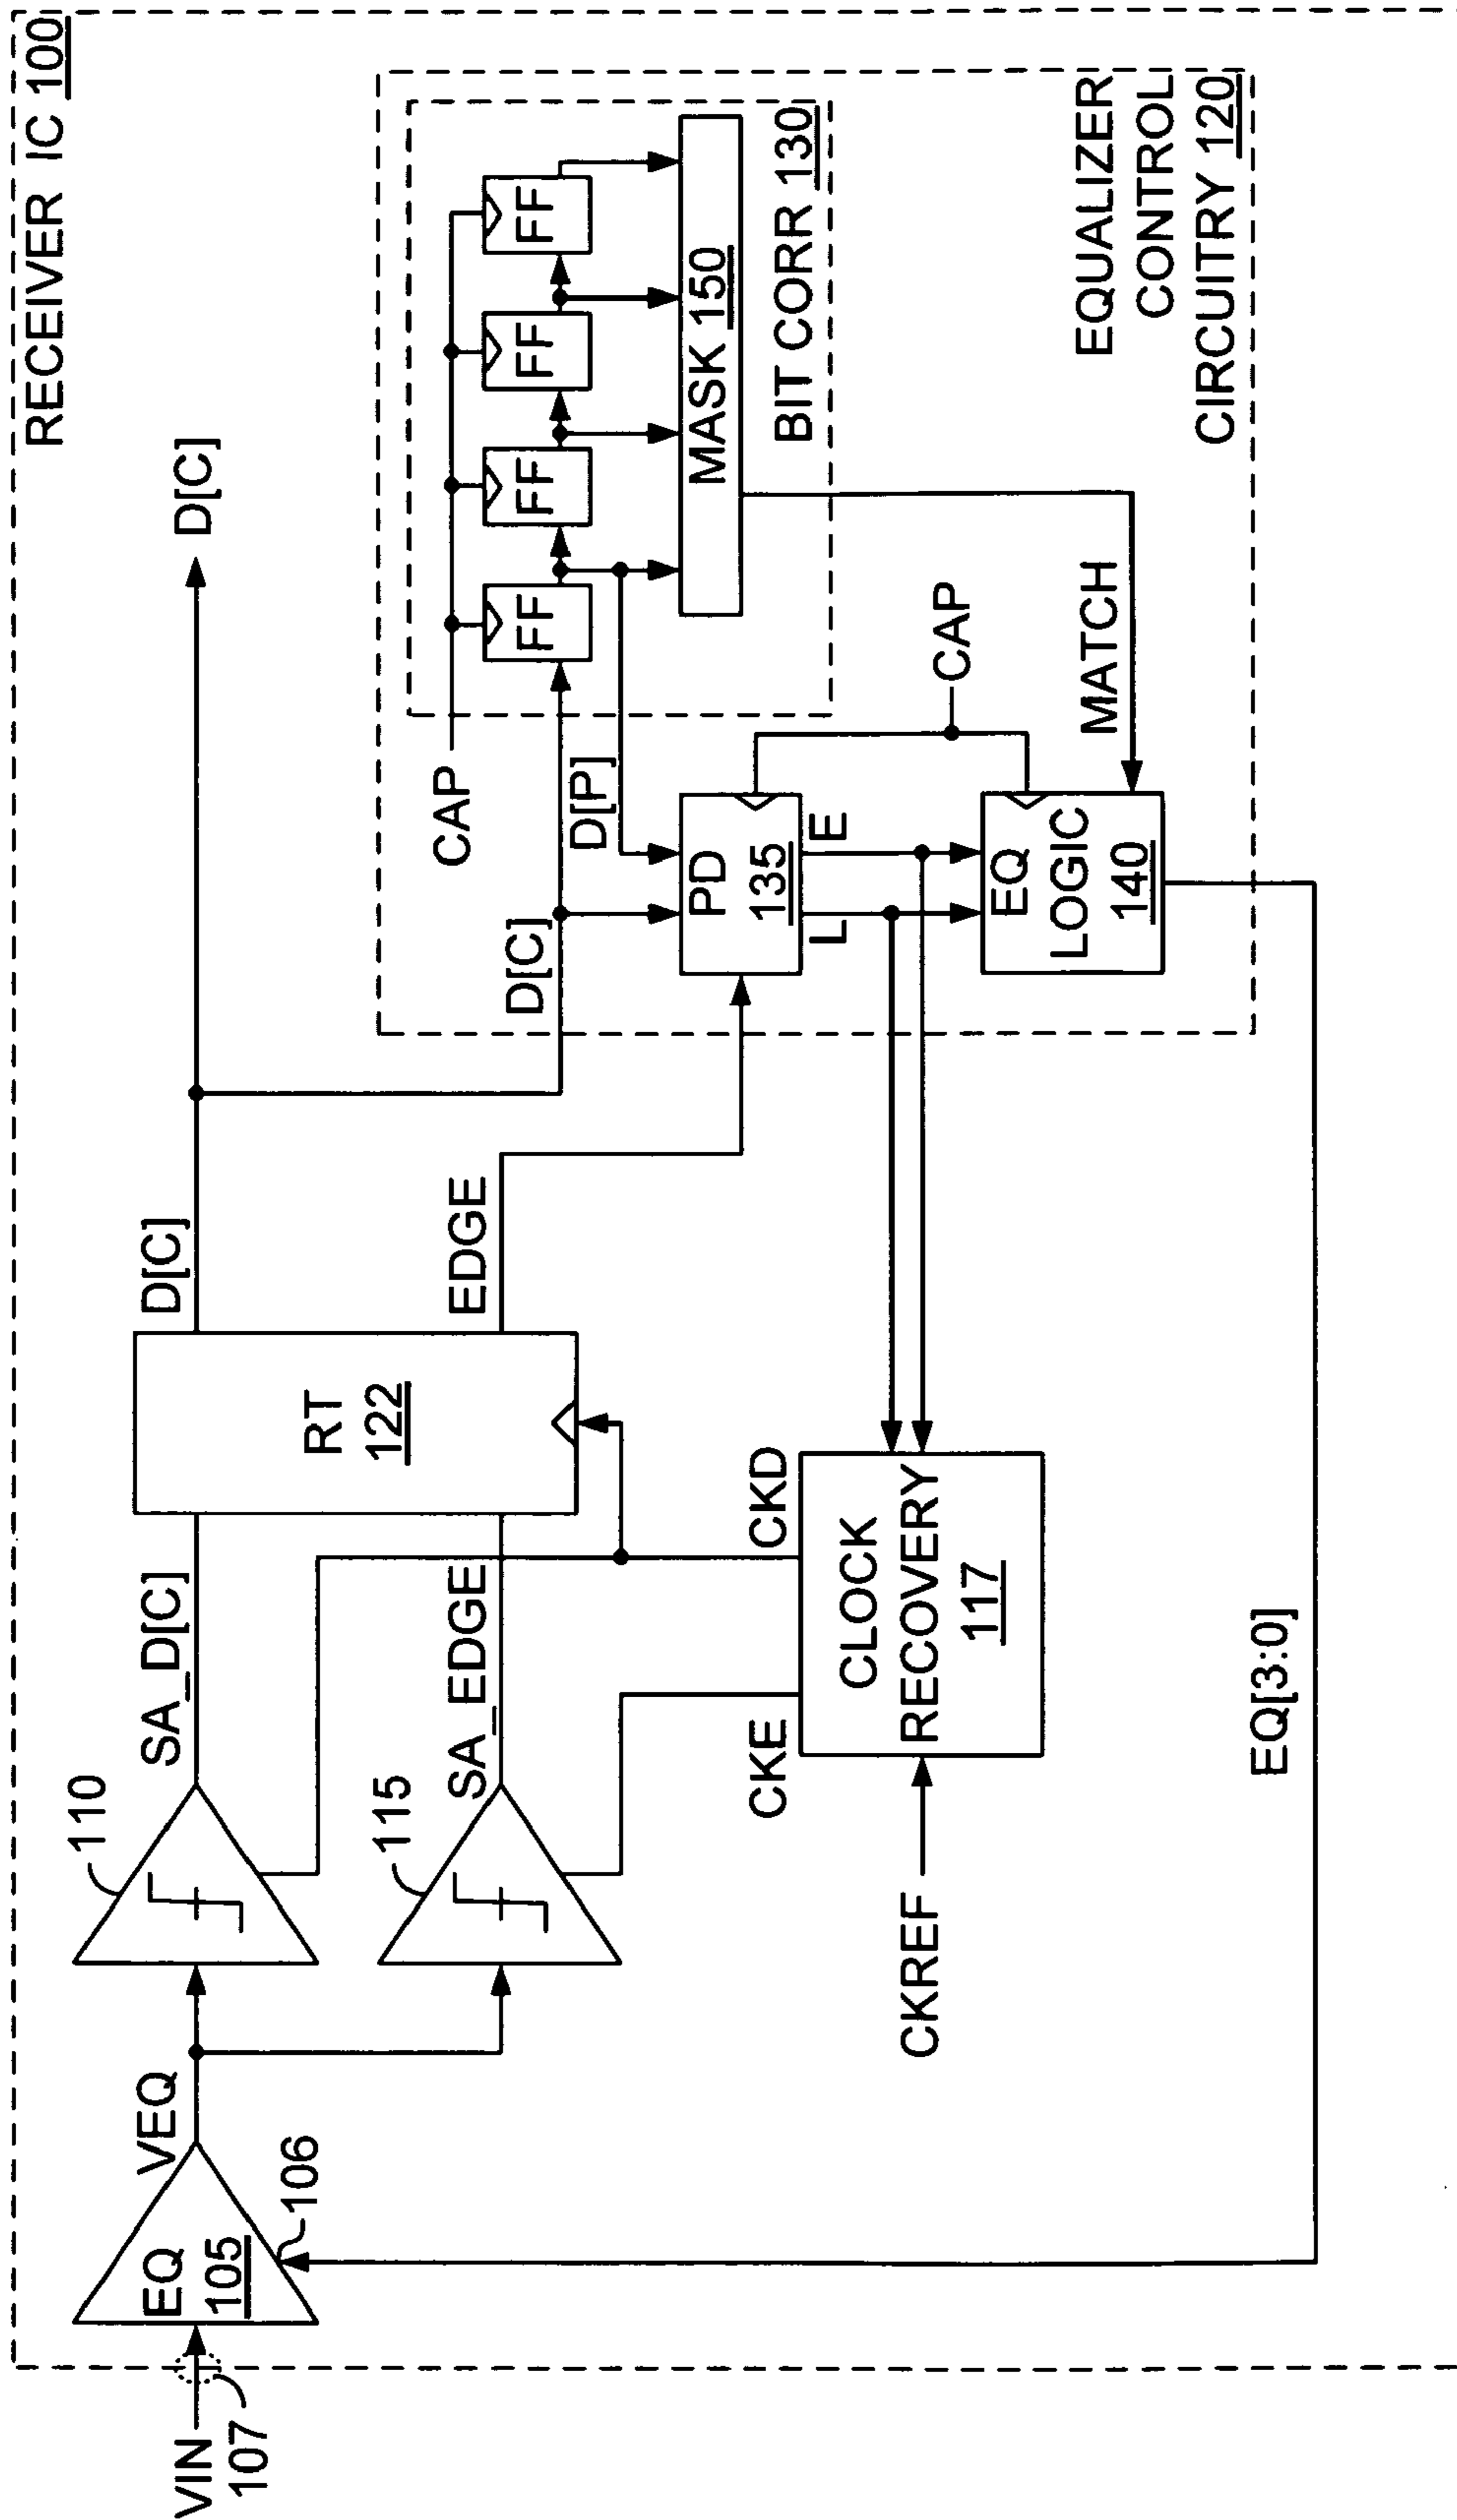 RECEIVER IC 100
VIN
107
EQ
105
106
VEQ
110
SA_D[C]
115
SA_EDGE
RT
122
D[C]
EDGE
D[C]
CKREF
CLOCK
RECOVERY
117
CKE
CKD
D[C]
D[P]
CAP
FF
FF
FF
FF
MASK 150
BIT CORR 130
PD
135
L
E
CAP
EQ
LOGIC
140
MATCH
EQUALIZER
CONTROL
CIRCUITRY 120
EQ[3:0]